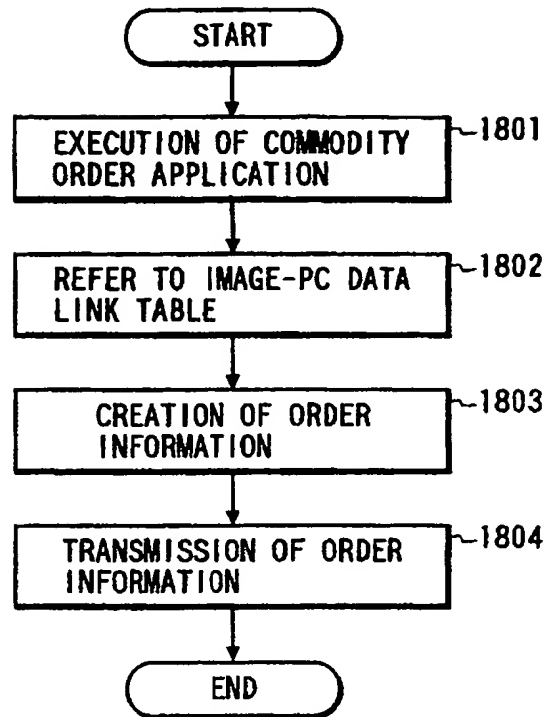 START
EXECUTION OF COMMODITY
ORDER APPLICATION
1801
REFER TO IMAGE-PC DATA
LINK TABLE
1802
CREATION OF ORDER
INFORMATION
1803
TRANSMISSION OF ORDER
INFORMATION
1804
END